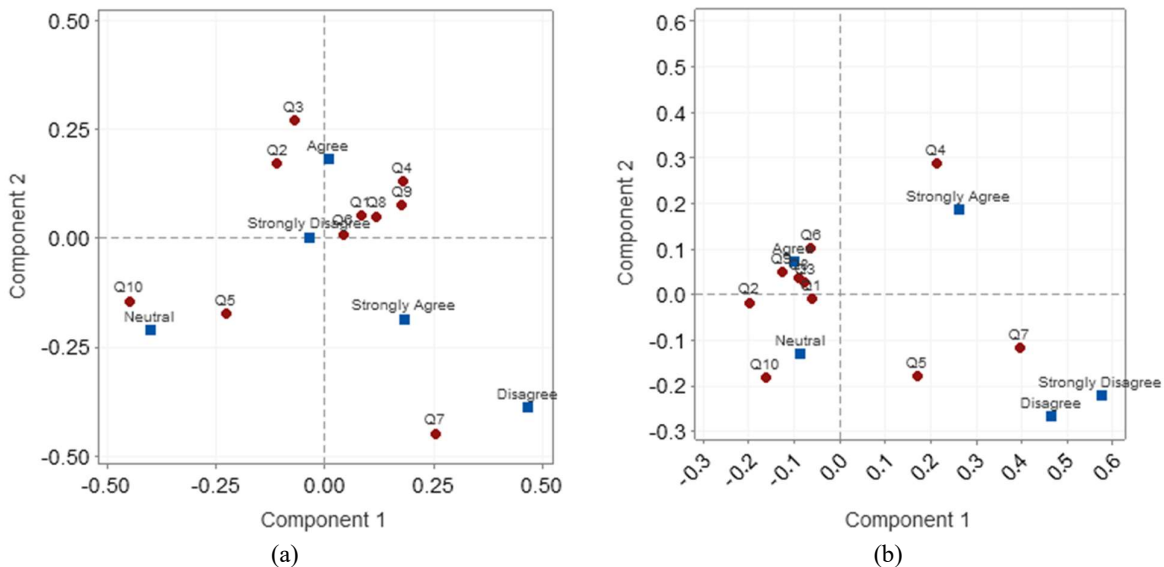 0.50
0.25
0.00
-0.25
-0.50
Component 2
Q3
Q2
Agree
Q4
Q9
Q1
Q8
Q6
Strongly Disagree
Q10
Q5
Neutral
Strongly Agree
Disagree
Q7
-0.50 -0.25 0.00 0.25 0.50
Component 1
(a)
0.6
0.5
0.4
0.3
0.2
0.1
0.0
-0.1
-0.2
-0.3
Component 2
Q4
Strongly Agree
Q6
Agree
Q9
Q8
Q3
Q1
Q2
Neutral
Q7
Q10
Q5
Strongly Disagree
Disagree
-0.3 -0.2 -0.1 0.0 0.1 0.2 0.3 0.4 0.5 0.6
Component 1
(b)